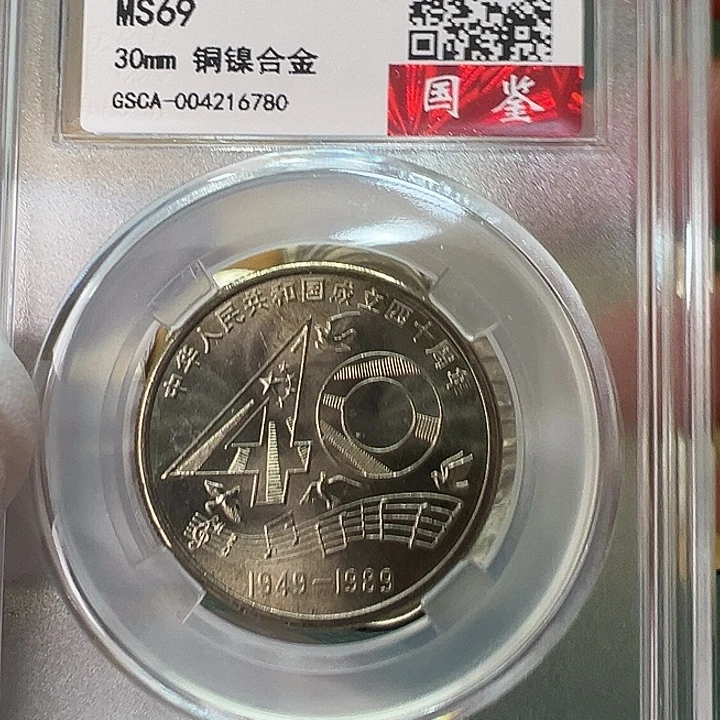 MS69
30mm 铜镍合金
GSCA-004216780
国鉴
中华人民共和国成立四十周年
40
1949-1989